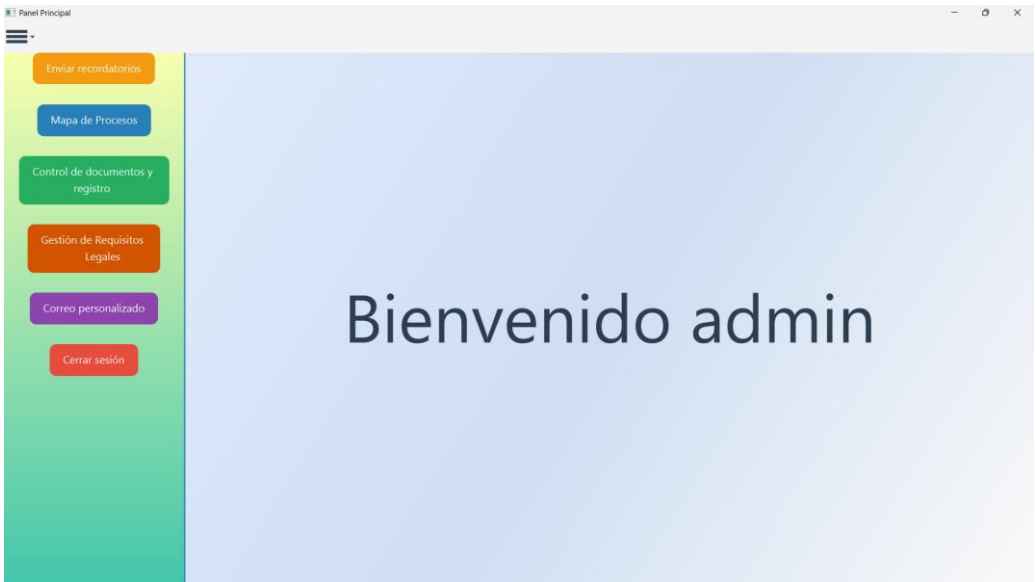 Panel Principal
Enviar recordatorios
Mapa de Procesos
Control de documentos y
registro
Gestión de Requisitos
Legales
Correo personalizado
Cerrar sesión
Bienvenido admin